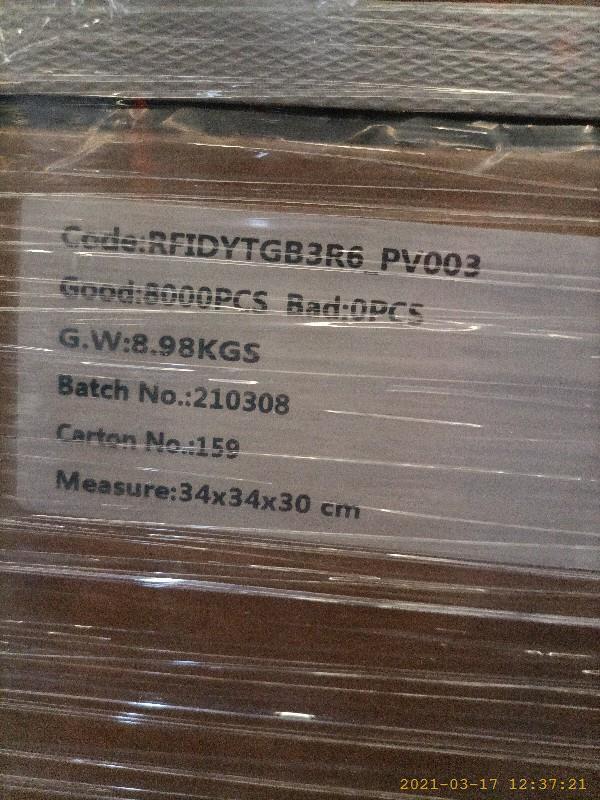 Code:RFIDYTGB3R6_PV003
Good:8000PCS Bad:0PCS
G.W:8.98KGS
Batch No.:210308
Carton No.:159
Measure:34x34x30 cm
2021-03-17 12:37:21